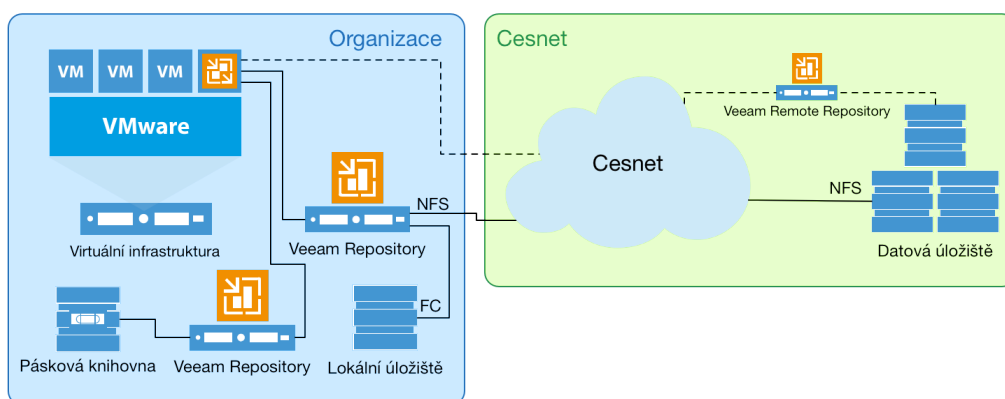 Organizace
Cesnet
VM VM VM
VMware
Veeam Remote Repository
Cesnet
NFS
NFS
Virtuální infrastruktura
Veeam Repository
Datová úložiště
FC
Pásková knihovna
Veeam Repository
Lokální úložiště